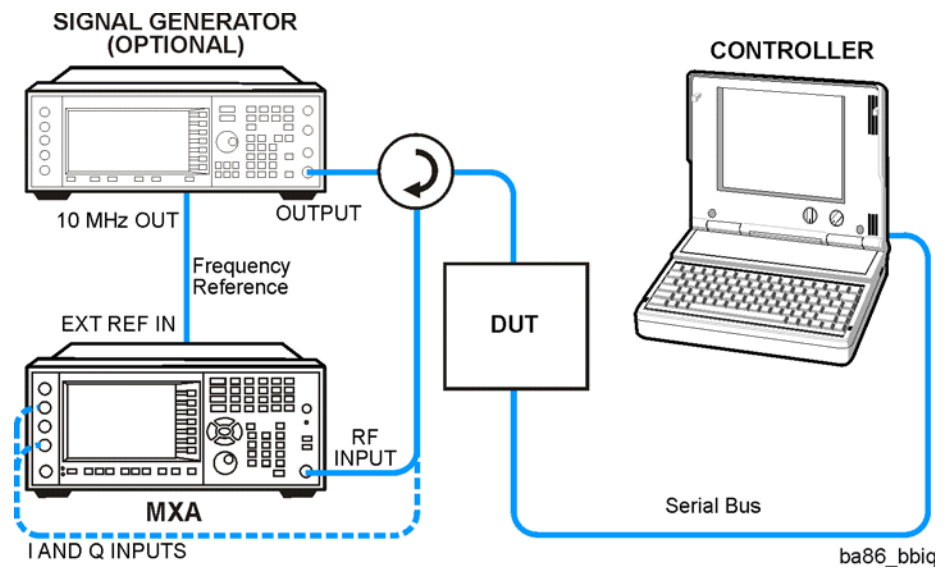 SIGNAL GENERATOR
(OPTIONAL)
CONTROLLER
10 MHz OUT
OUTPUT
Frequency
Reference
EXT REF IN
DUT
RF
INPUT
MXA
Serial Bus
I AND Q INPUTS
ba86_bbiq